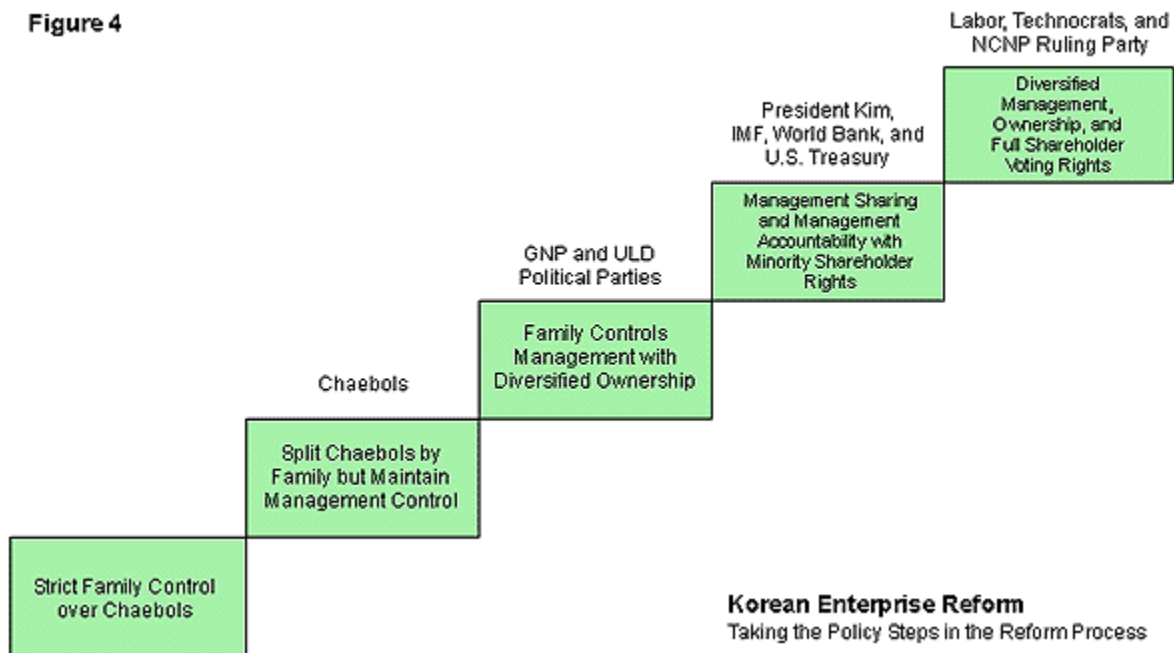 Figure 4
Labor, Technocrats, and
NCNP Ruling Party
Diversified
Management,
Ownership, and
Full Shareholder
Voting Rights
President Kim,
IMF, World Bank, and
U.S. Treasury
Management Sharing
and Management
Accountability with
Minority Shareholder
Rights
GNP and ULD
Political Parties
Family Controls
Management with
Diversified Ownership
Chaebols
Split Chaebols by
Family but Maintain
Management Control
Strict Family Control
over Chaebols
Korean Enterprise Reform
Taking the Policy Steps in the Reform Process